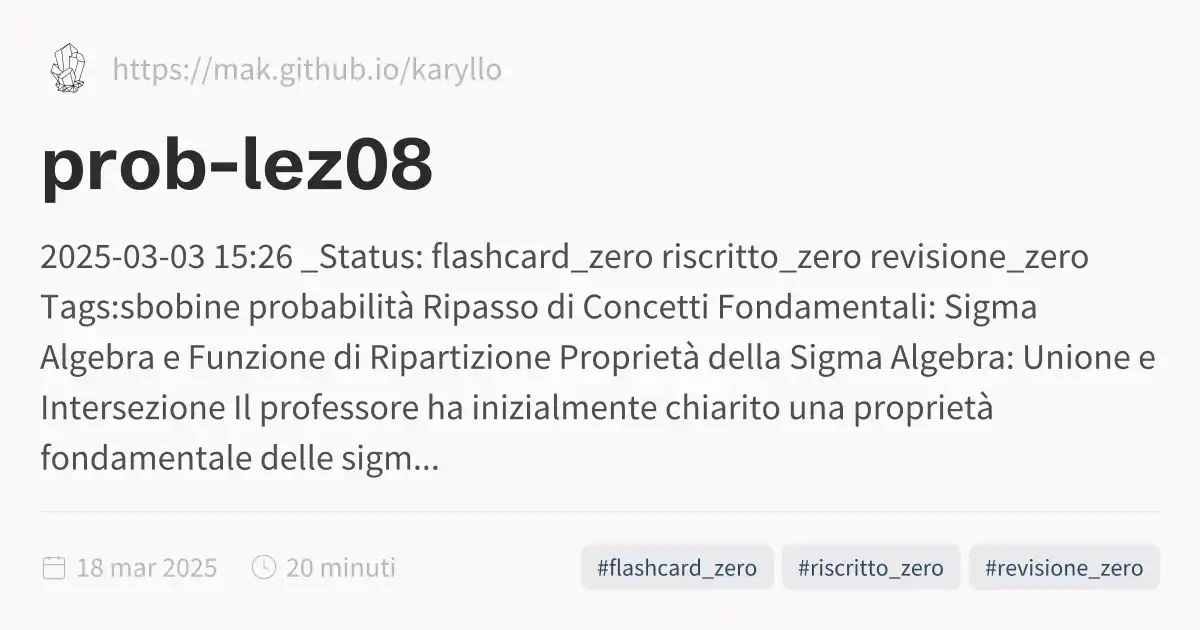 https://mak.github.io/karyllo
prob-lez08
2025-03-03 15:26 _Status: flashcard_zero riscritto_zero revisione_zero
Tags:sbobine probabilità Ripasso di Concetti Fondamentali: Sigma
Algebra e Funzione di Ripartizione Proprietà della Sigma Algebra: Unione e
Intersezione Il professore ha inizialmente chiarito una proprietà
fondamentale delle sigm...
18 mar 2025 20 minuti #flashcard_zero #riscritto_zero #revisione_zero